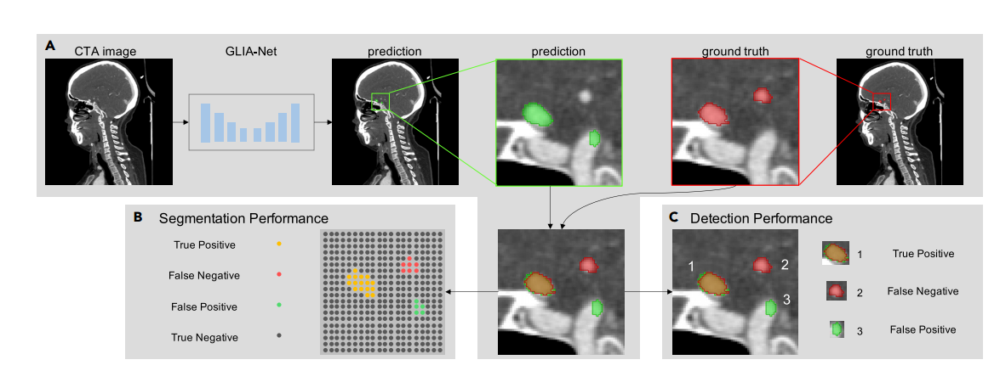 A
CTA image
GLIA-Net
prediction
prediction
ground truth
ground truth
B
Segmentation Performance
True Positive
False Negative
False Positive
True Negative
C
Detection Performance
1
2
3
1
True Positive
2
False Negative
3
False Positive